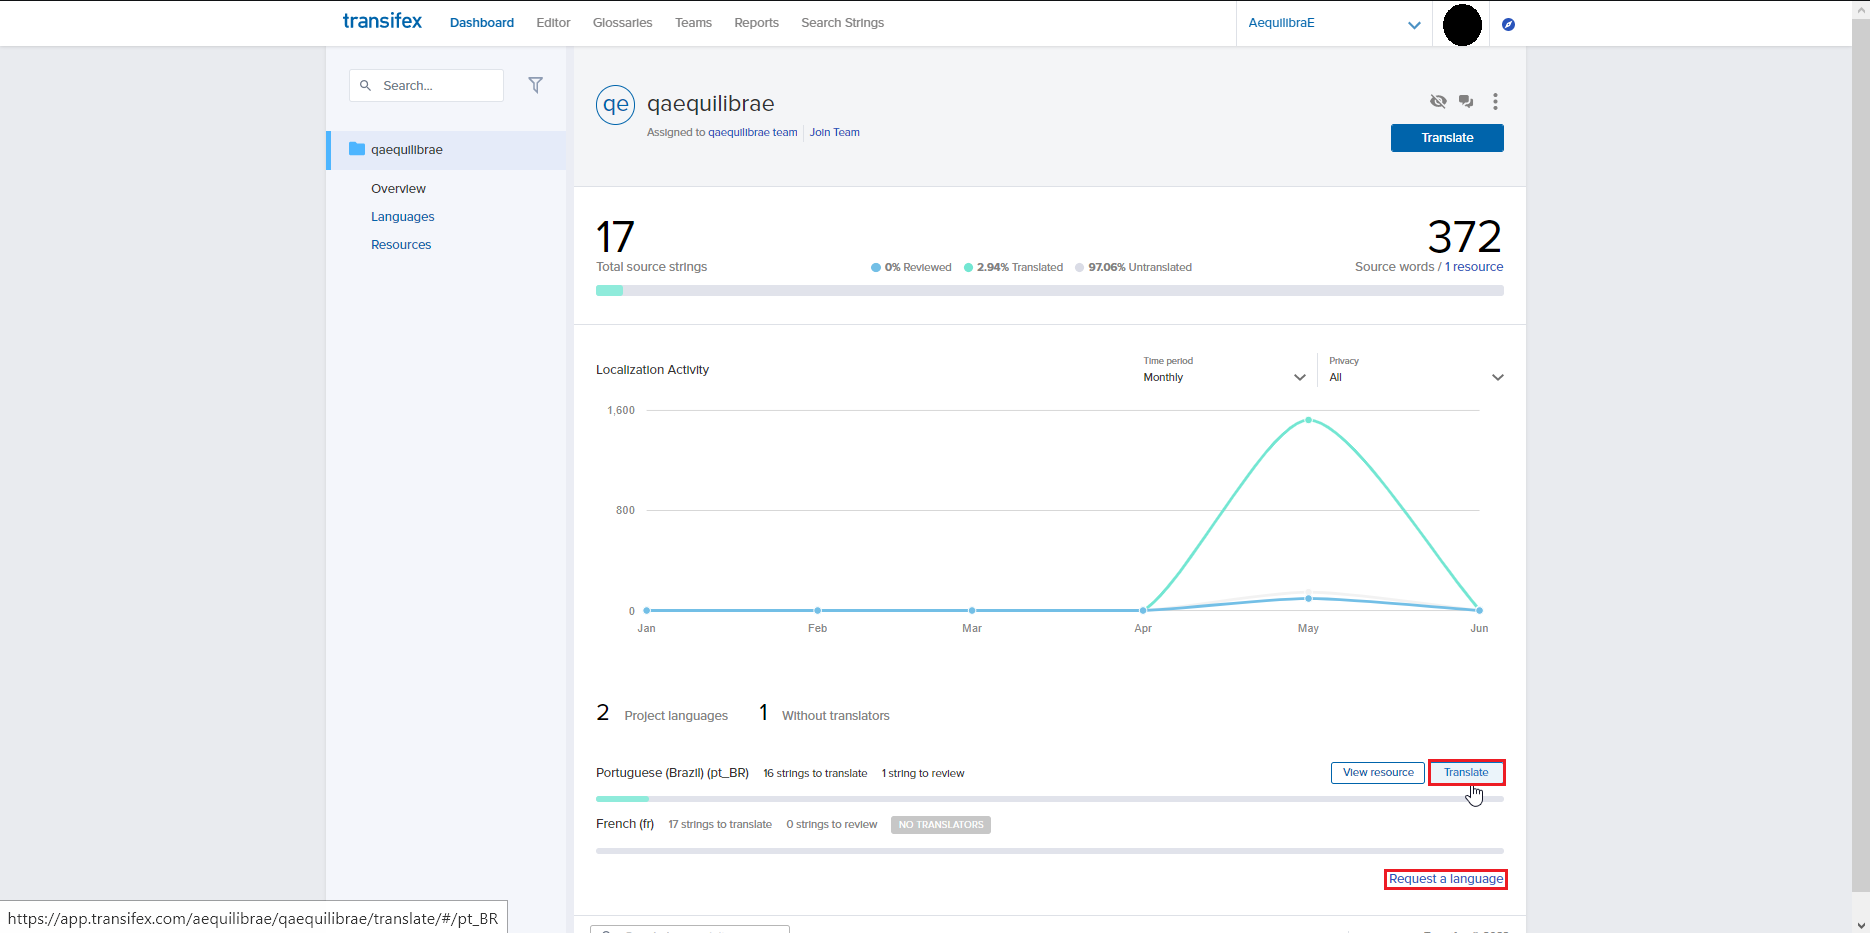 transifex Dashboard Editor Glossaries Teams Reports Search Strings AequilibraE
Search...
qe qaequilibrae
Assigned to qaequilibrae team Join Team
Translate
qaequilibrae
Overview
Languages
Resources
17 372
Total source strings 0% Reviewed 2.94% Translated 97.06% Untranslated Source words / 1 resource
Localization Activity
Time period Privacy
Monthly All
1,600
800
0
Jan Feb Mar Apr May Jun
2 Project languages 1 Without translators
Portuguese (Brazil) (pt_BR) 16 strings to translate 1 string to review View resource Translate
French (fr) 17 strings to translate 0 strings to review NO TRANSLATORS
Request a language
https://app.transifex.com/aequilibrae/qaequilibrae/translate/#/pt_BR